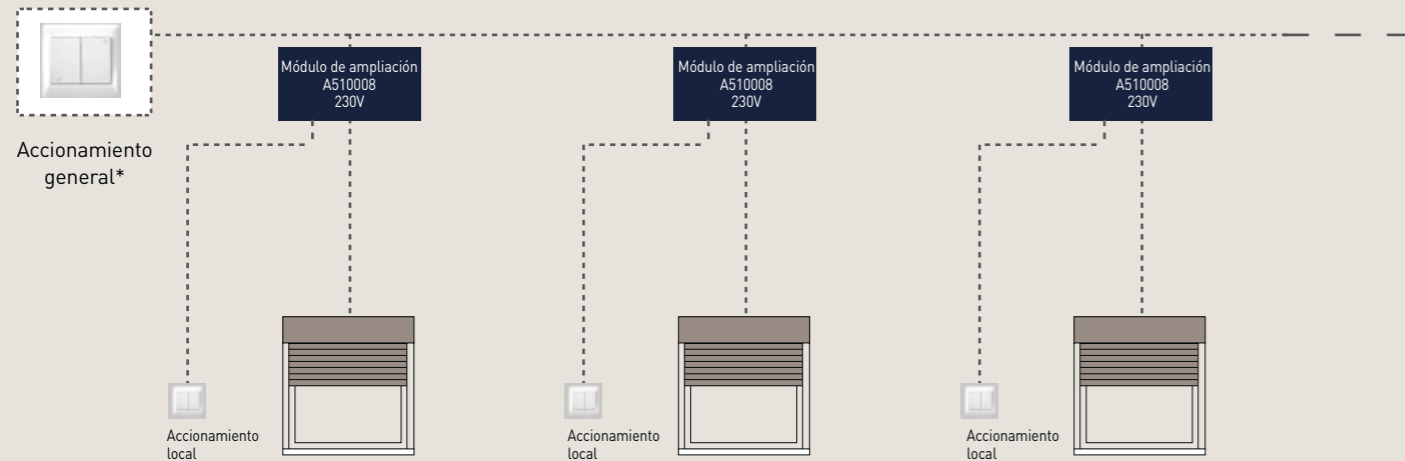 Accionamiento
general*
Módulo de ampliación
A510008
230V
Módulo de ampliación
A510008
230V
Módulo de ampliación
A510008
230V
Accionamiento
local
Accionamiento
local
Accionamiento
local